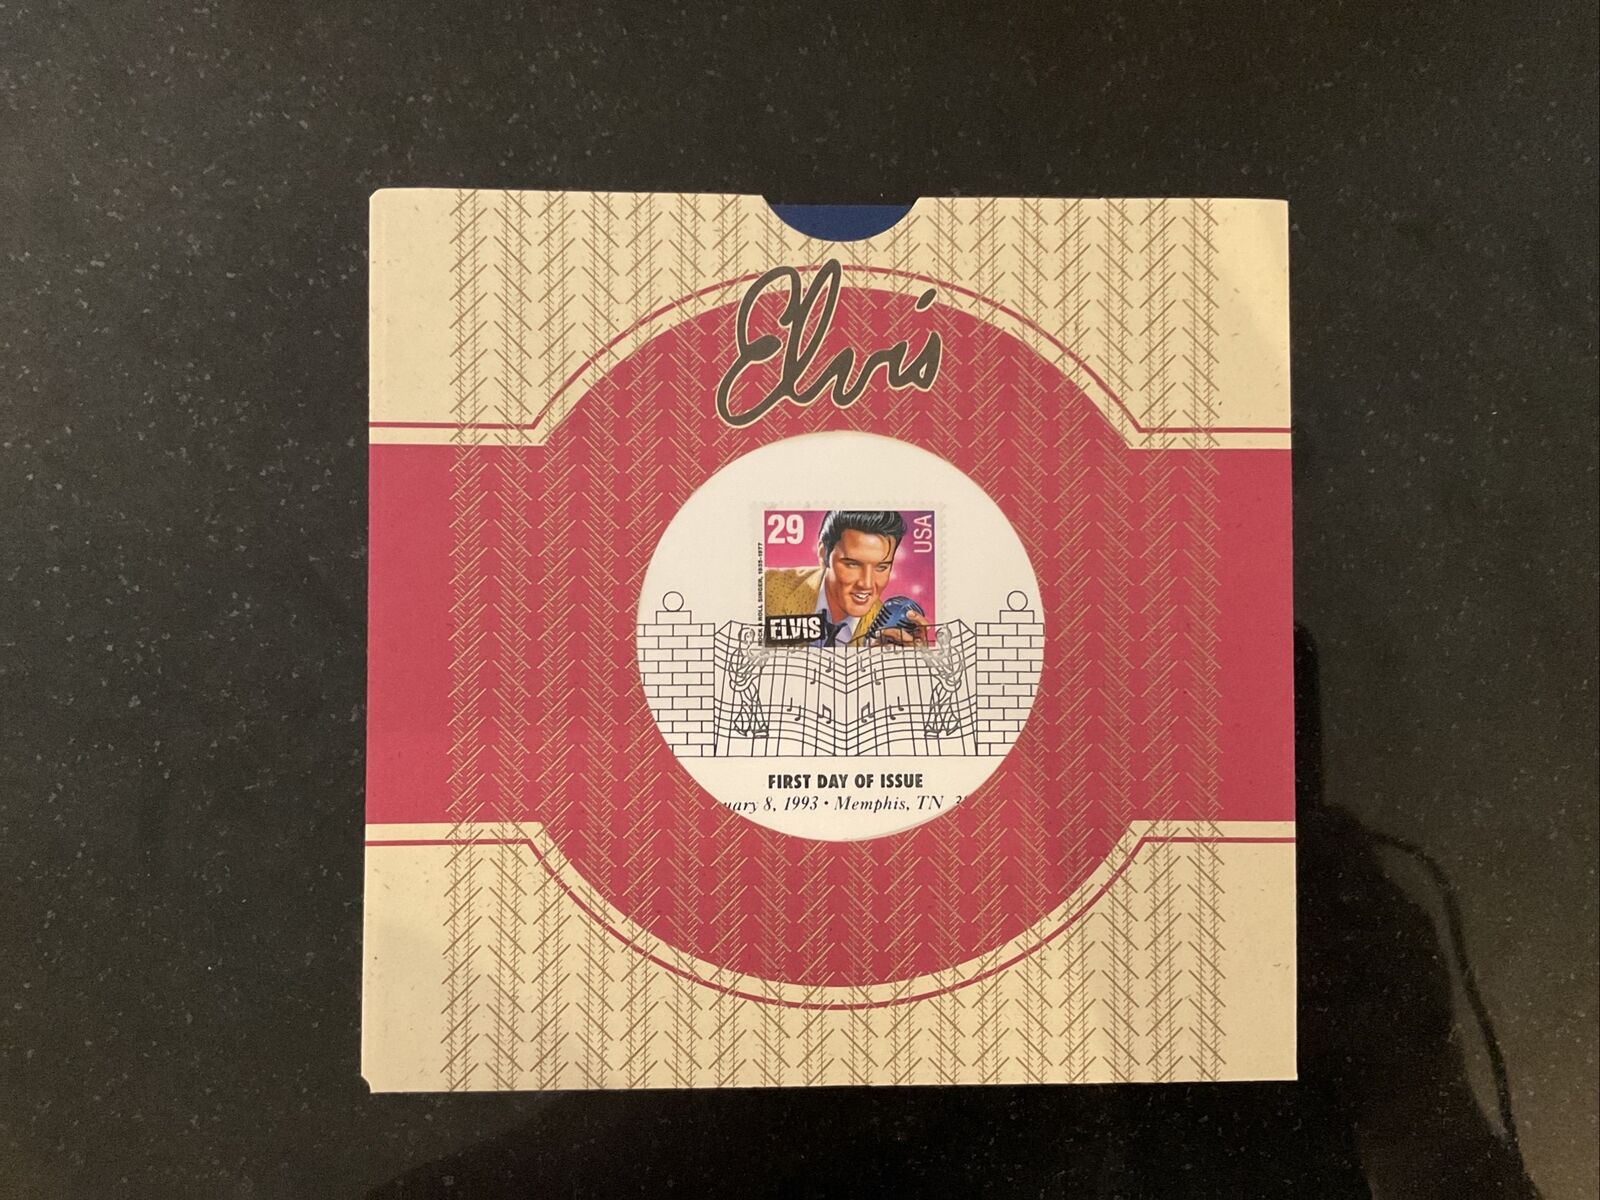 Elvis
29
USA
ROCK & ROLL SINGER, 1935-1977
ELVIS
FIRST DAY OF ISSUE
uary 8, 1993 • Memphis, TN